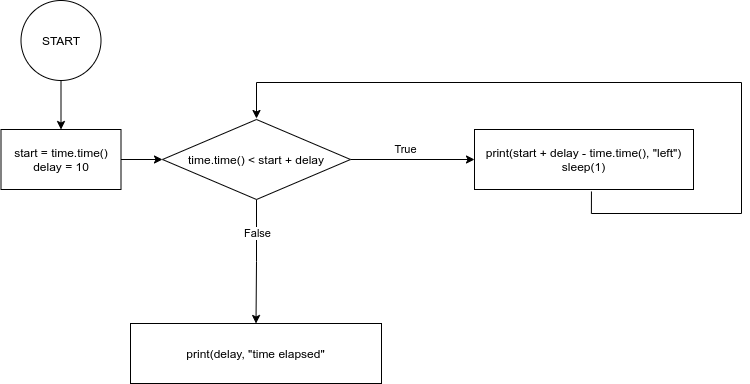 START
start = time.time()
delay = 10
time.time() < start + delay
True
print(start + delay - time.time(), "left")
sleep(1)
False
print(delay, "time elapsed"